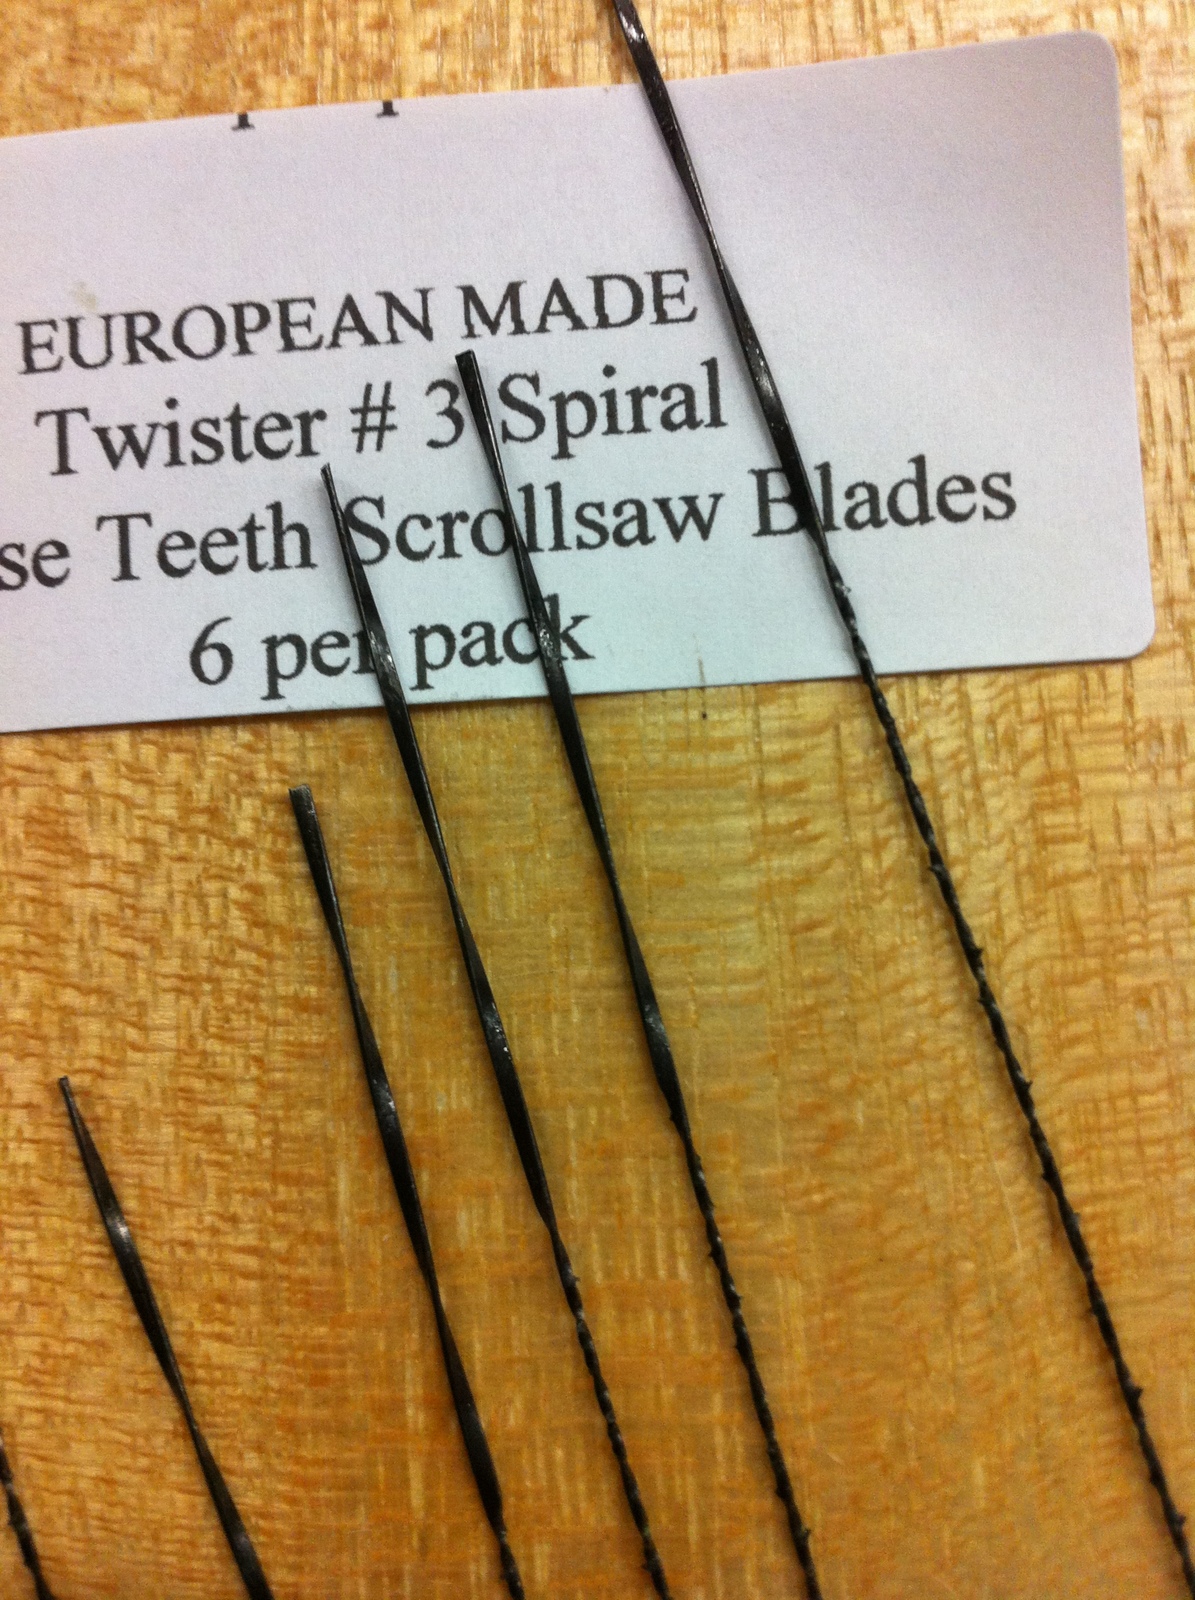 EUROPEAN MADE
Twister # 3 Spiral
se Teeth Scrollsaw Blades
6 per pack